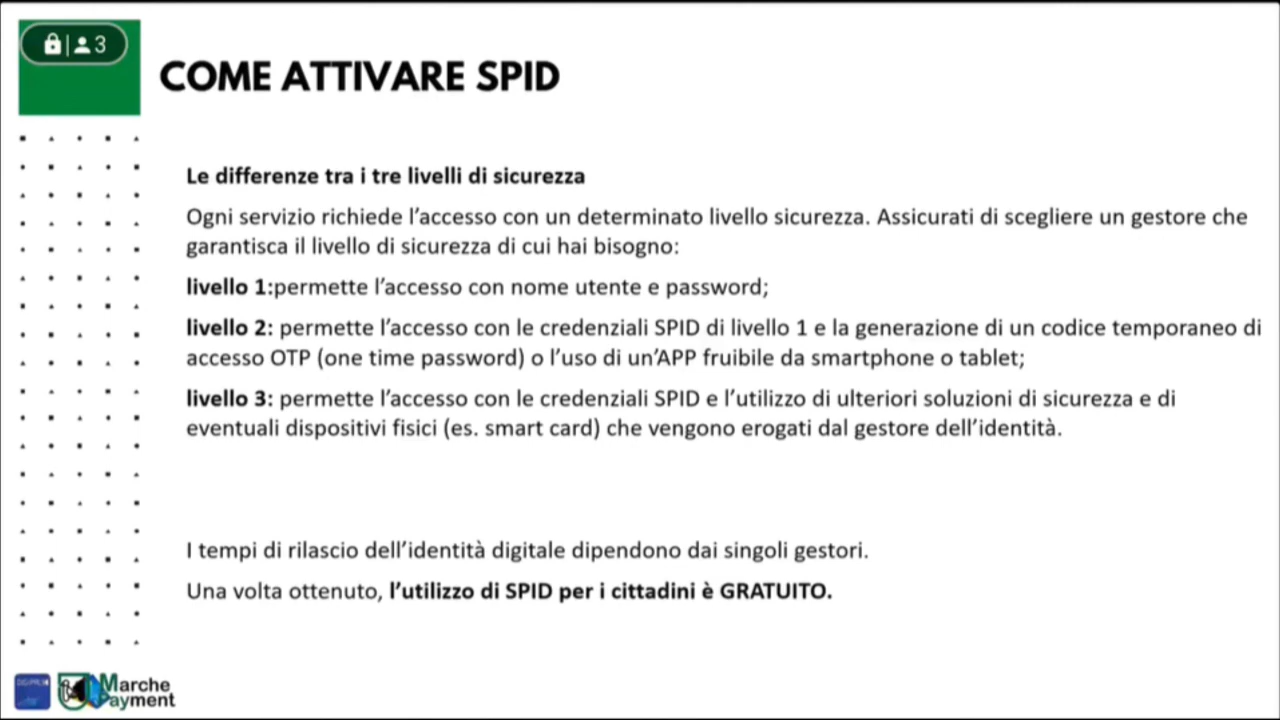 3
COME ATTIVARE SPID
Le differenze tra i tre livelli di sicurezza
Ogni servizio richiede l’accesso con un determinato livello sicurezza. Assicurati di scegliere un gestore che
garantisca il livello di sicurezza di cui hai bisogno:
livello 1:permette l’accesso con nome utente e password;
livello 2: permette l’accesso con le credenziali SPID di livello 1 e la generazione di un codice temporaneo di
accesso OTP (one time password) o l’uso di un’APP fruibile da smartphone o tablet;
livello 3: permette l’accesso con le credenziali SPID e l’utilizzo di ulteriori soluzioni di sicurezza e di
eventuali dispositivi fisici (es. smart card) che vengono erogati dal gestore dell’identità.
I tempi di rilascio dell’identità digitale dipendono dai singoli gestori.
Una volta ottenuto, l’utilizzo di SPID per i cittadini è GRATUITO.
Marche
Payment